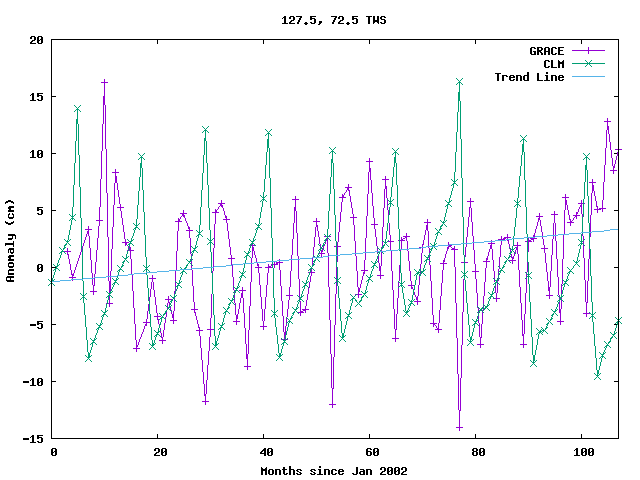 127.5, 72.5 TWS
GRACE
CLM
Trend Line
20
15
10
5
0
-5
-10
-15
Anomaly (cm)
0 20 40 60 80 100
Months since Jan 2002